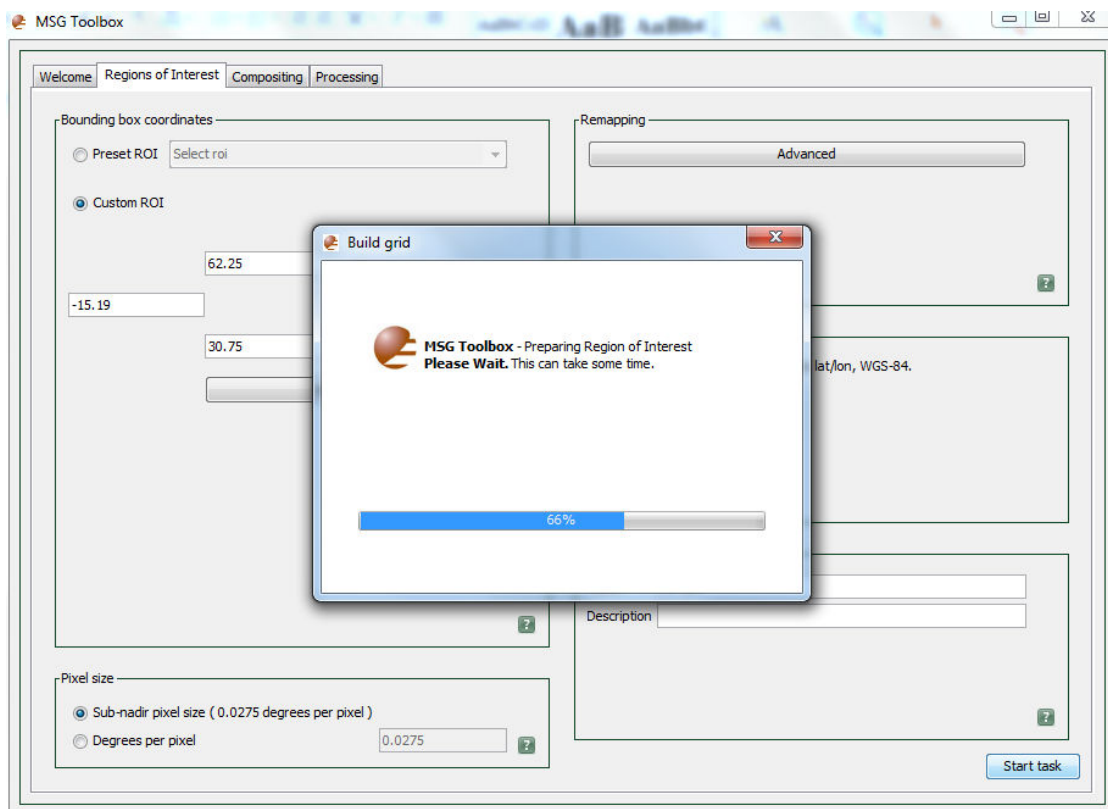 MSG Toolbox
Welcome Regions of Interest Compositing Processing
Bounding box coordinates
Preset ROI Select roi
Custom ROI
62.25
-15.19
30.75
Pixel size
Sub-nadir pixel size ( 0.0275 degrees per pixel )
Degrees per pixel 0.0275
Remapping
Advanced
lat/lon, WGS-84.
Description
Start task
Build grid
MSG Toolbox - Preparing Region of Interest
Please Wait. This can take some time.
66%